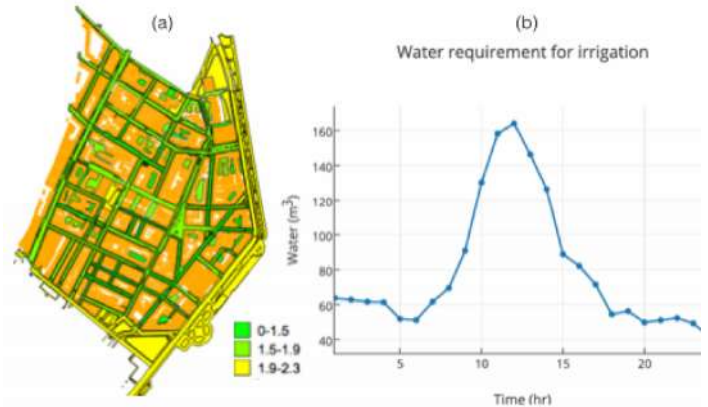 (a)
0-1.5
1.5-1.9
1.9-2.3
(b)
Water requirement for irrigation
Water (m³)
160
140
120
100
80
60
40
5
10
15
20
Time (hr)